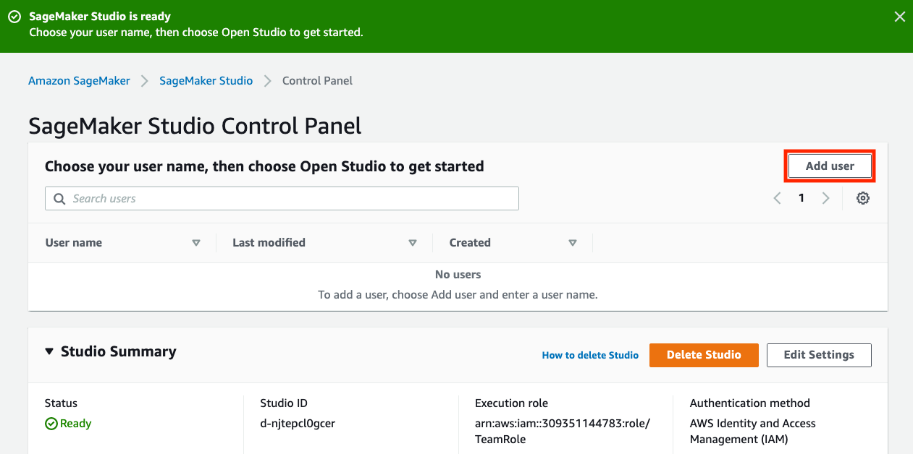 SageMaker Studio is ready
Choose your user name, then choose Open Studio to get started.
Amazon SageMaker
SageMaker Studio
Control Panel
SageMaker Studio Control Panel
Choose your user name, then choose Open Studio to get started
Add user
Search users
1
User name
Last modified
Created
No users
To add a user, choose Add user and enter a user name.
Studio Summary
How to delete Studio
Delete Studio
Edit Settings
Status
Studio ID
Execution role
Authentication method
Ready
d-njtepcl0gcer
arn:aws:iam::309351144783:role/
TeamRole
AWS Identity and Access
Management (IAM)